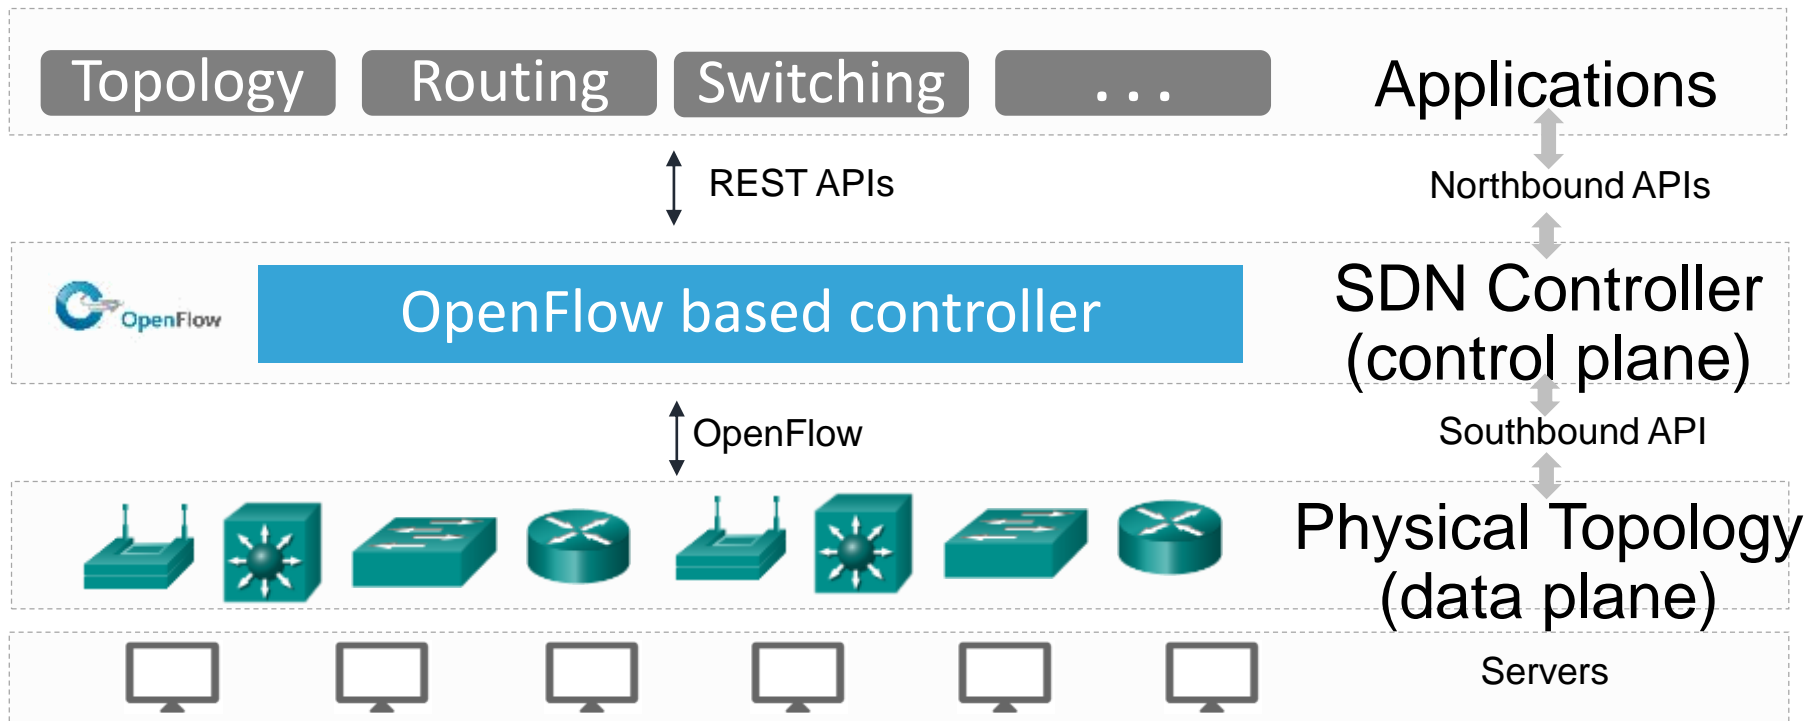 Topology Routing Switching ... Applications
REST APIs Northbound APIs
OpenFlow OpenFlow based controller SDN Controller
(control plane)
OpenFlow Southbound API
Physical Topology
(data plane)
Servers